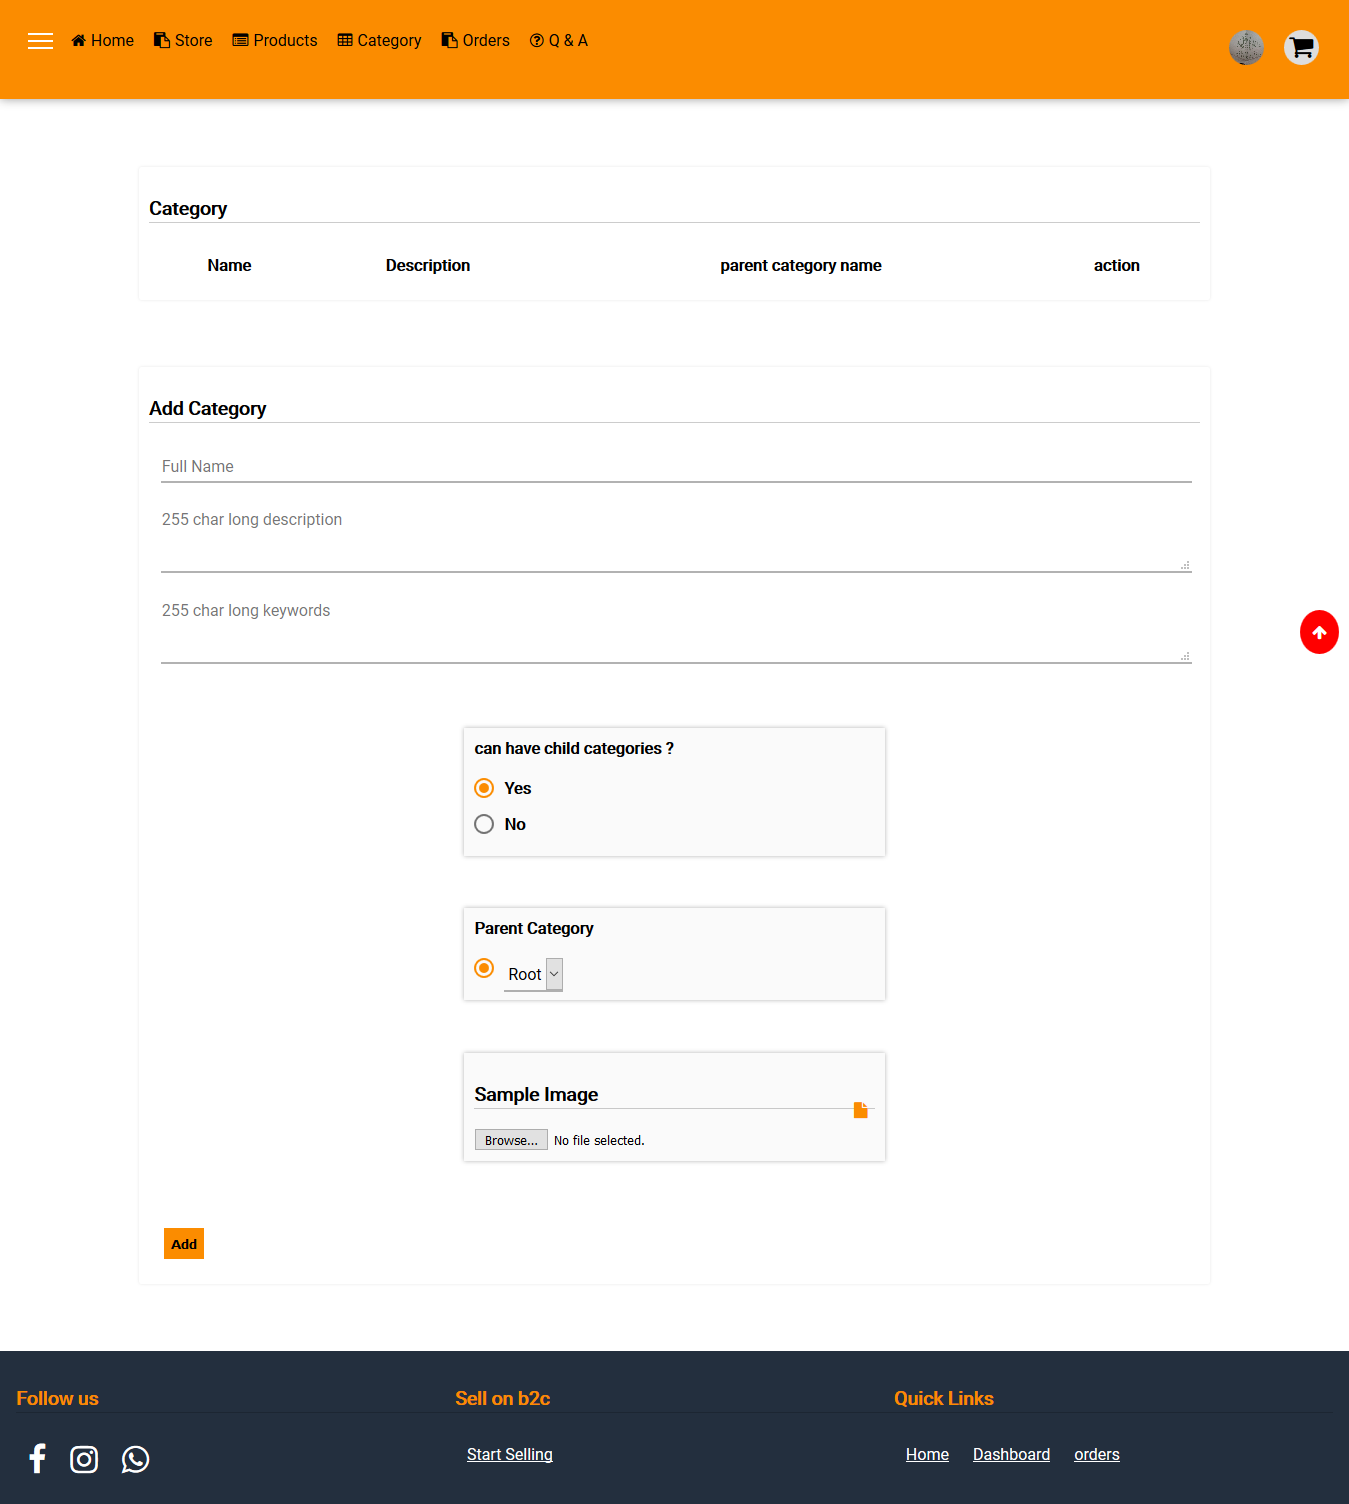 Home Store Products Category Orders Q & A
Category
Name Description parent category name action
Add Category
Full Name
255 char long description
255 char long keywords
can have child categories ?
Yes
No
Parent Category
Root
Sample Image
Browse... No file selected.
Add
Follow us Sell on b2c Quick Links
Start Selling Home Dashboard orders